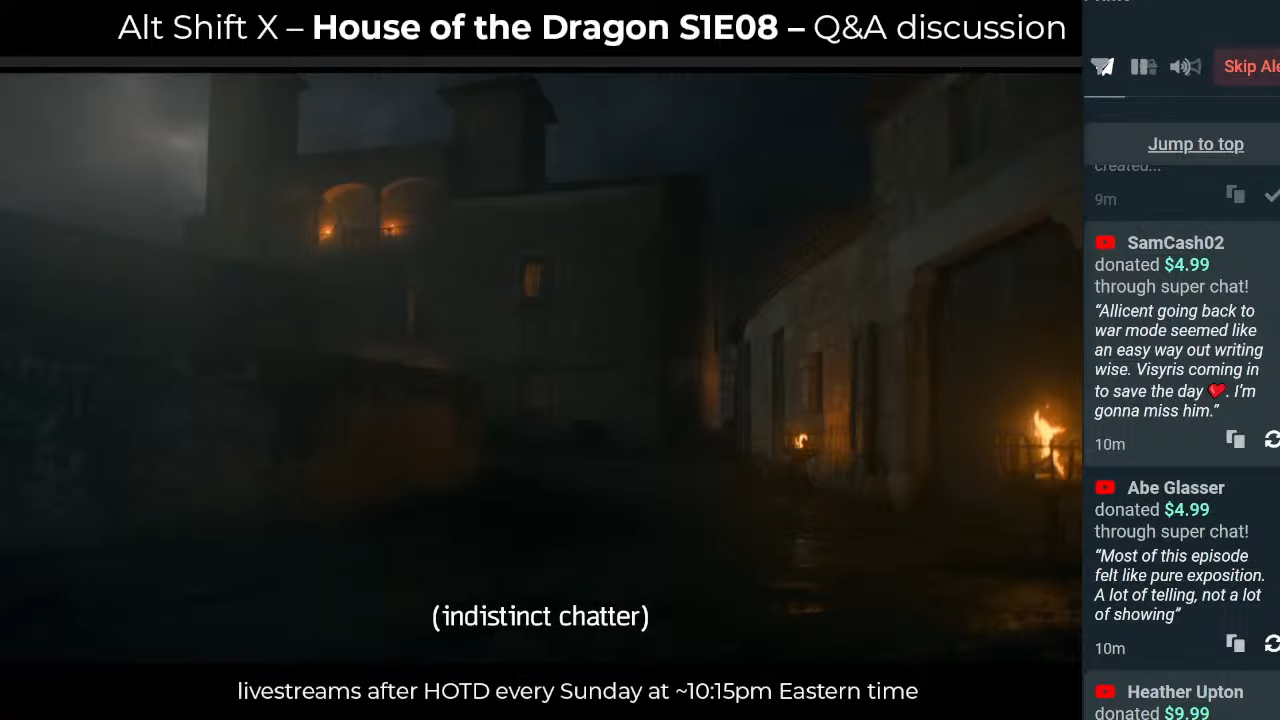 Alt Shift X – House of the Dragon S1E08 – Q&A discussion
(indistinct chatter)
livestreams after HOTD every Sunday at ~10:15pm Eastern time
Skip Ale
Jump to top
created...
9m
SamCash02
donated $4.99
through super chat!
“Allicent going back to
war mode seemed like
an easy way out writing
wise. Visyris coming in
to save the day ❤️. I’m
gonna miss him.”
10m
Abe Glasser
donated $4.99
through super chat!
“Most of this episode
felt like pure exposition.
A lot of telling, not a lot
of showing”
10m
Heather Upton
donated $9.99